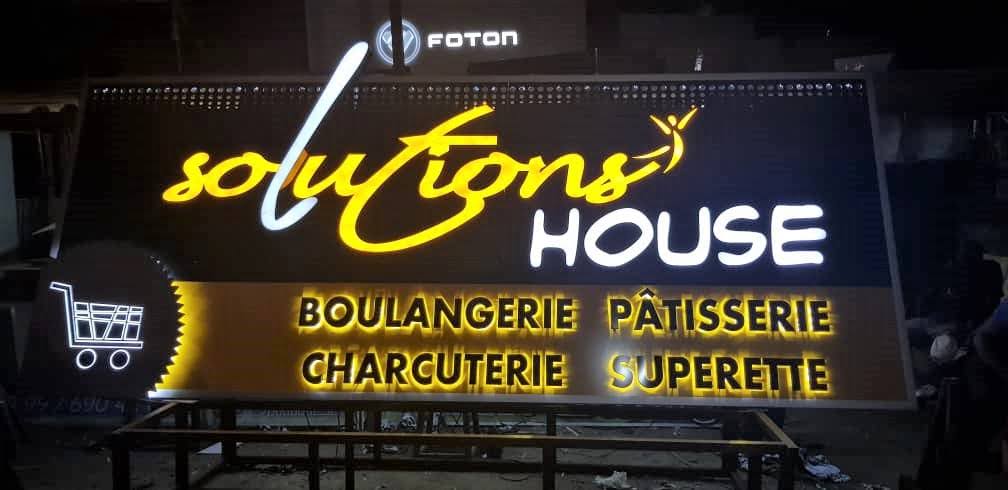 FOTON
solutions
HOUSE
BOULANGERIE PÂTISSERIE
CHARCUTERIE SUPERETTE